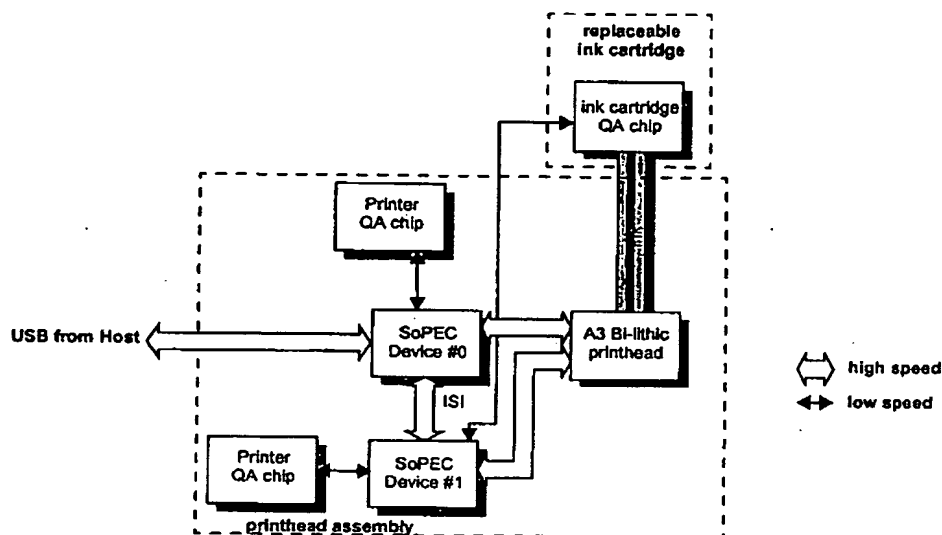 replaceable
ink cartridge
ink cartridge
QA chip
Printer
QA chip
USB from Host
SoPEC
Device #0
A3 Bi-lithic
printhead
high speed
low speed
ISI
Printer
QA chip
SoPEC
Device #1
printhead assembly